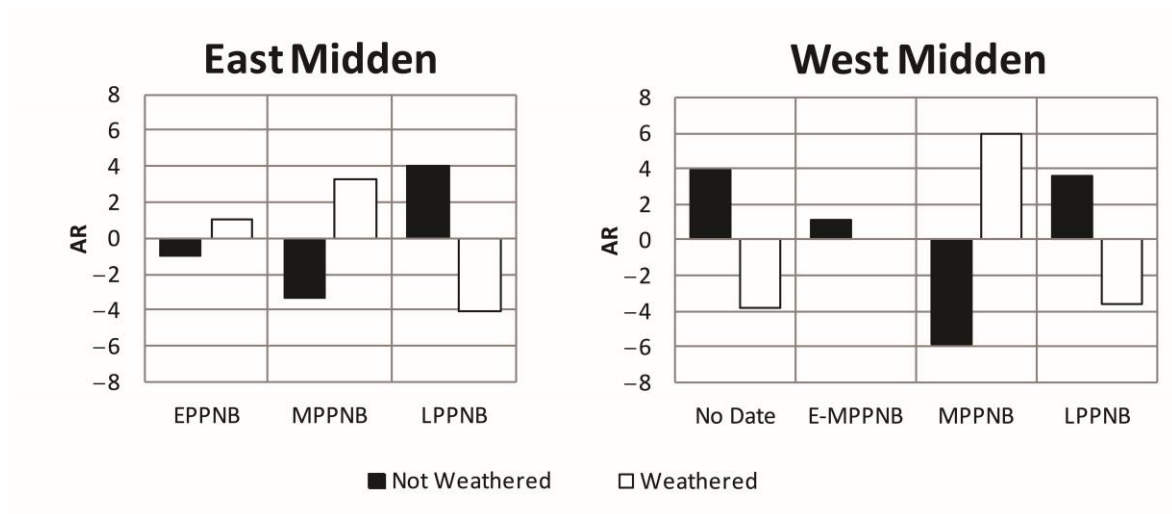 East Midden
8
6
4
2
0
−2
−4
−6
−8
AR
EPPNB MPPNB LPPNB
West Midden
8
6
4
2
0
−2
−4
−6
−8
AR
No Date E-MPPNB MPPNB LPPNB
Not Weathered Weathered